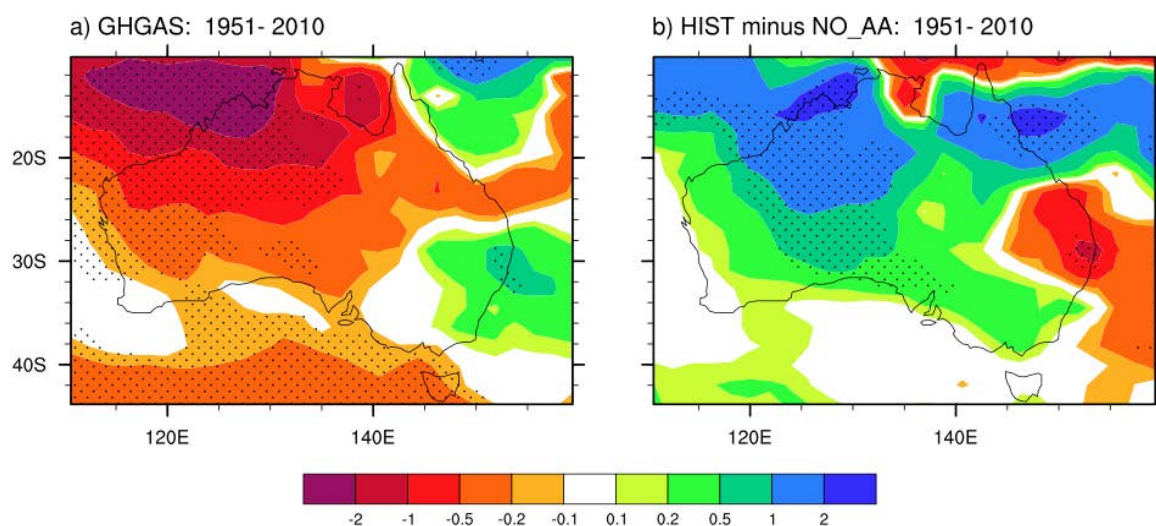 a) GHGAS: 1951- 2010
b) HIST minus NO_AA: 1951- 2010
20S
30S
40S
120E 140E
120E 140E
-2 -1 -0.5 -0.2 -0.1 0.1 0.2 0.5 1 2